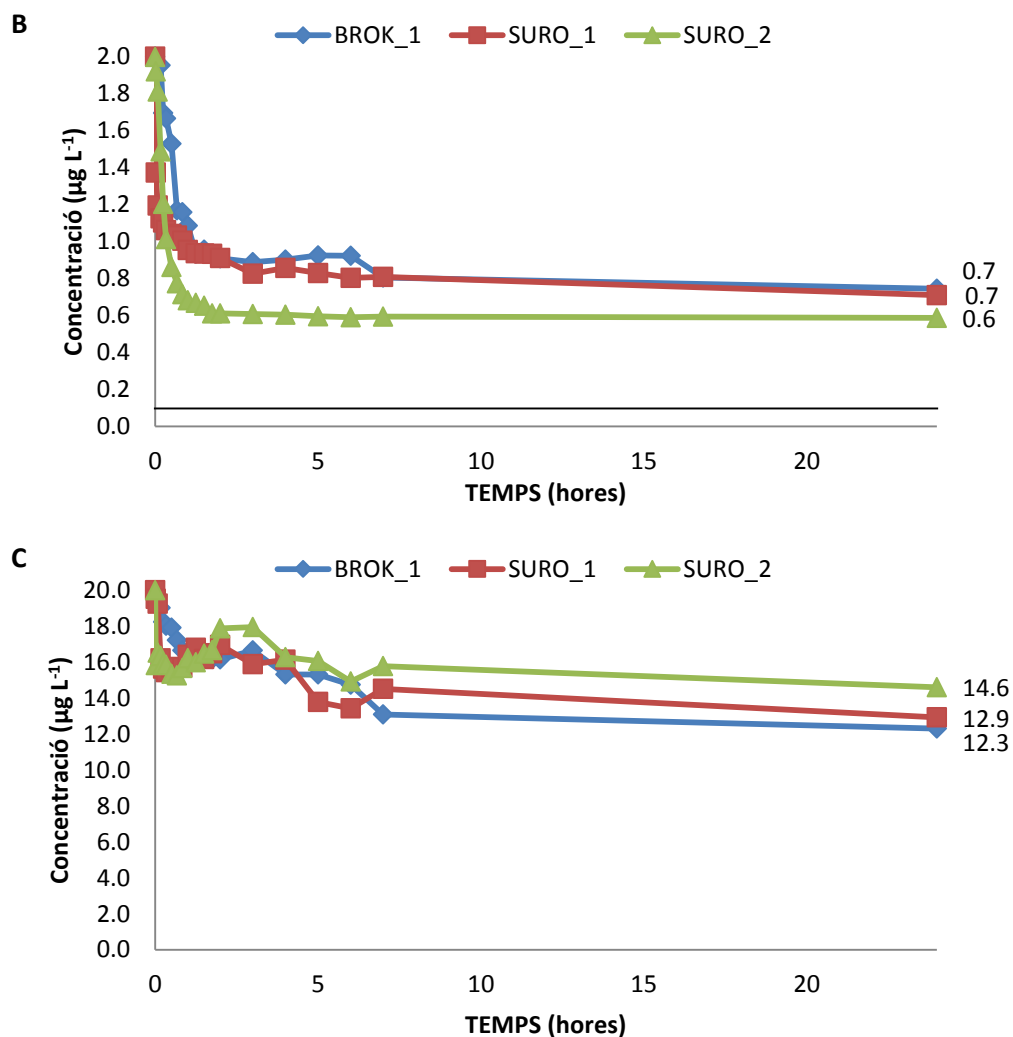 B
BROK_1 SURO_1 SURO_2
Concentració (µg L⁻¹)
2.0
1.8
1.6
1.4
1.2
1.0
0.8
0.6
0.4
0.2
0.0
0.7
0.7
0.6
0 5 10 15 20
TEMPS (hores)
C
BROK_1 SURO_1 SURO_2
Concentració (µg L⁻¹)
20.0
18.0
16.0
14.0
12.0
10.0
8.0
6.0
4.0
2.0
0.0
14.6
12.9
12.3
0 5 10 15 20
TEMPS (hores)